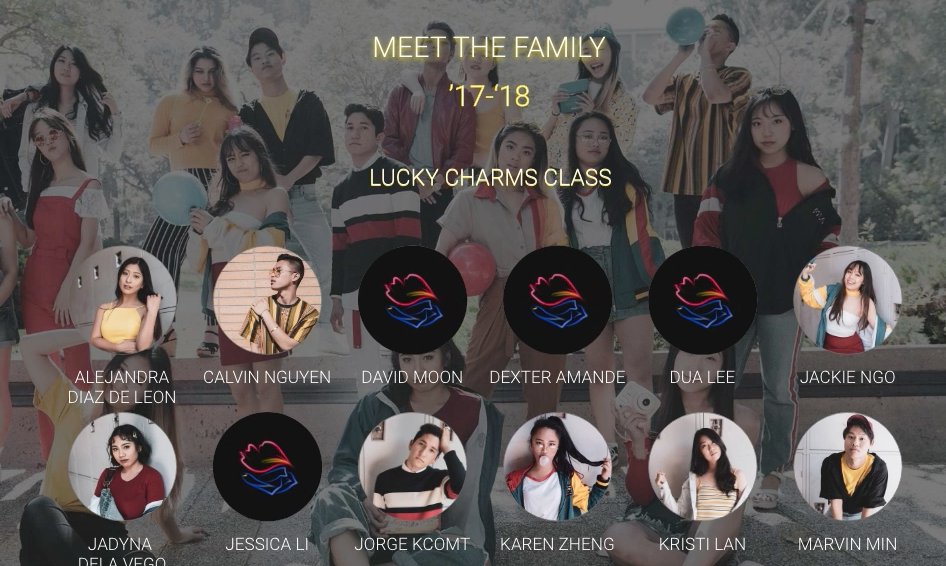 MEET THE FAMILY
'17-'18
LUCKY CHARMS CLASS
ALEJANDRA
DIAZ DE LEON
CALVIN NGUYEN
DAVID MOON
DEXTER AMANDE
DUA LEE
JACKIE NGO
JADYNA
DELA VEGO
JESSICA LI
JORGE KCOMT
KAREN ZHENG
KRISTI LAN
MARVIN MIN